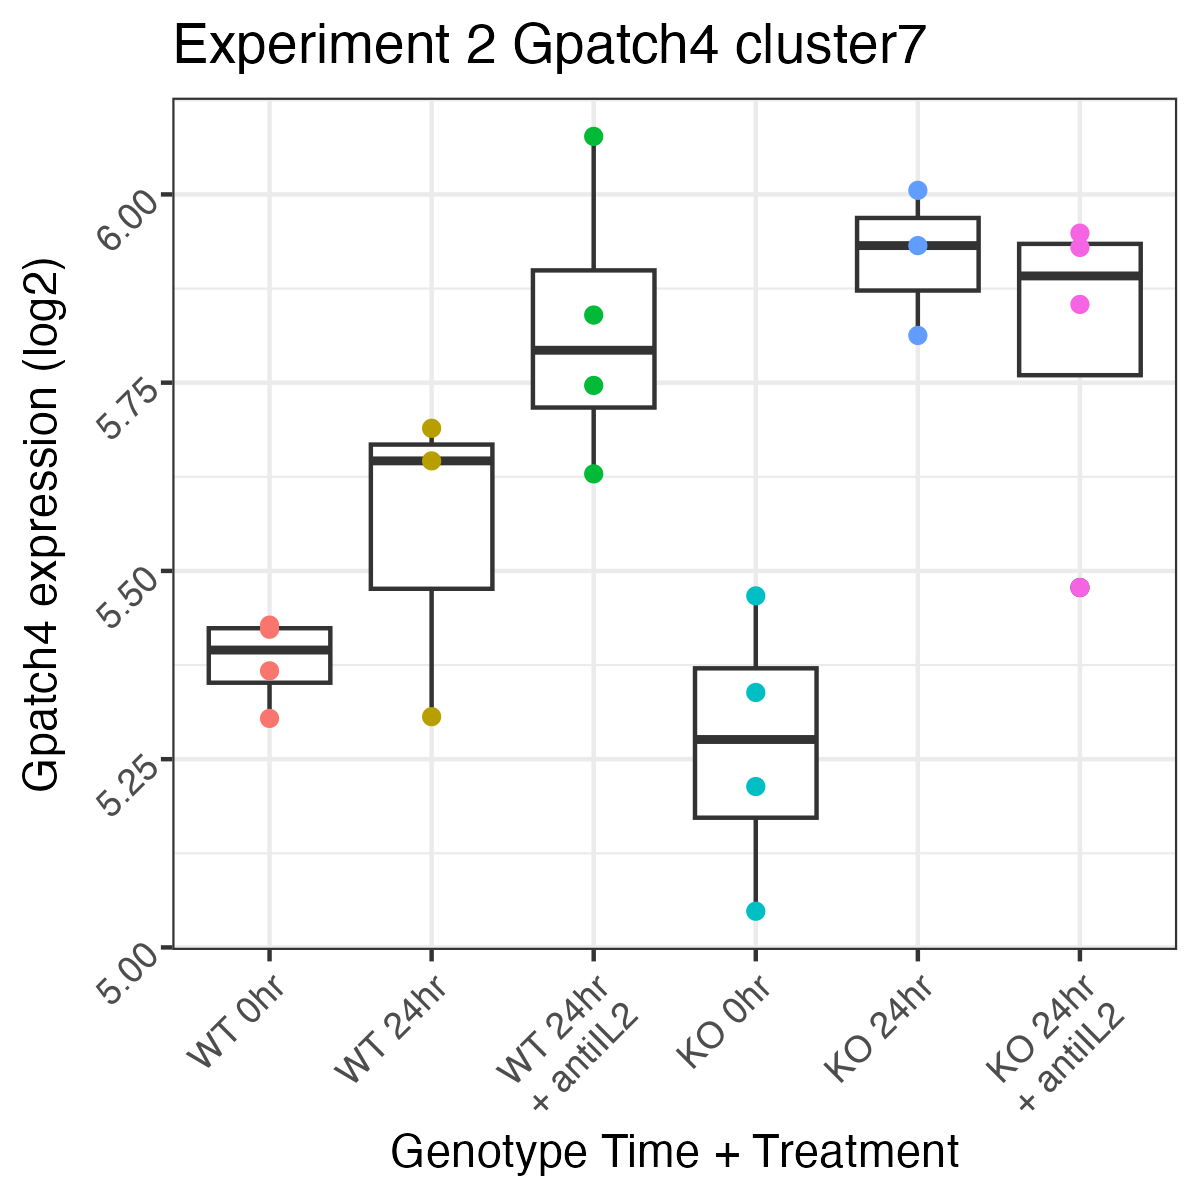 Experiment 2 Gpatch4 cluster7
Gpatch4 expression (log2)
6.00
5.75
5.50
5.25
5.00
WT 0hr
WT 24hr
WT 24hr
+ antiIL2
KO 0hr
KO 24hr
KO 24hr
+ antiIL2
Genotype Time + Treatment